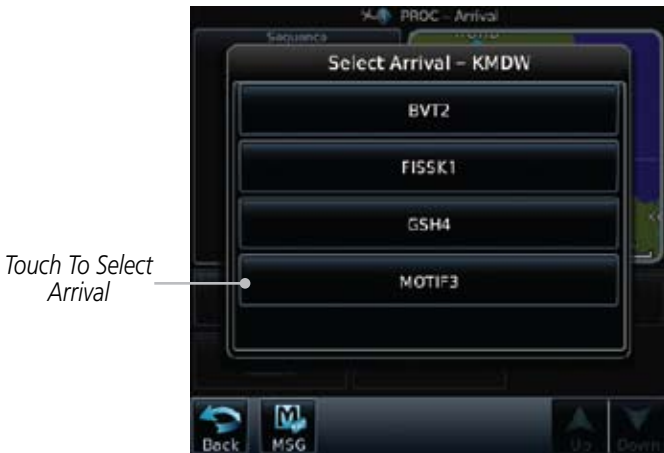 PROC – Arrival
Sequence
Select Arrival – KMDW
BVT2
FISSK1
GSH4
Touch To Select
Arrival
MOTIF3
Back
MSG
Up
Down